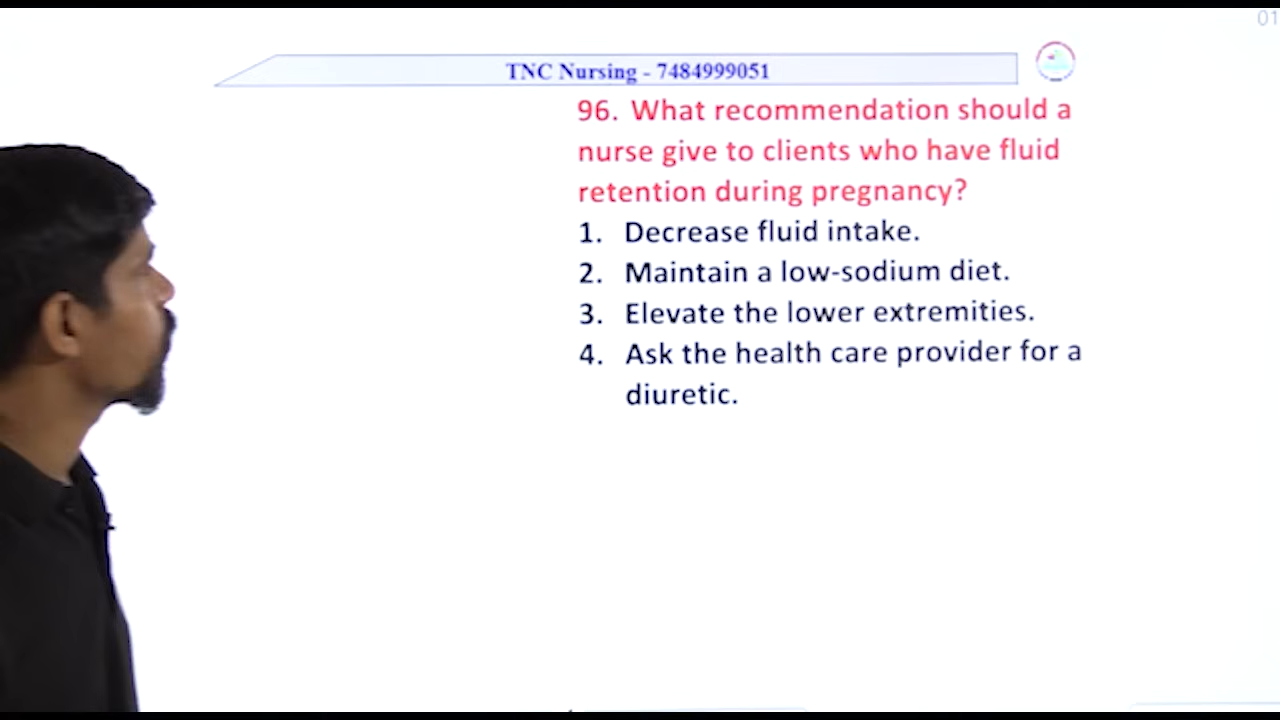 01
TNC Nursing - 7484999051
96. What recommendation should a
nurse give to clients who have fluid
retention during pregnancy?
1. Decrease fluid intake.
2. Maintain a low-sodium diet.
3. Elevate the lower extremities.
4. Ask the health care provider for a
diuretic.